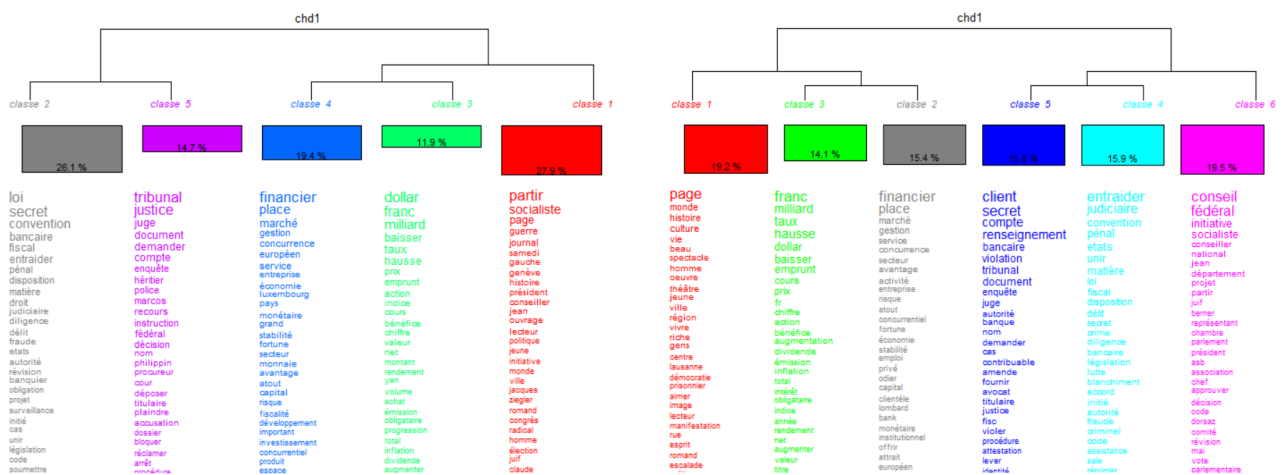 chd1
classe 2
classe 5
classe 4
classe 3
classe 1
26.1 %
14.7 %
19.4 %
11.9 %
27.9 %
loi
secret
convention
bancaire
fiscal
entraider
pénal
disposition
matière
droit
judiciaire
diligence
délit
fraude
etats
autorité
révision
banquier
obligation
projet
surveillance
initié
cas
unir
législation
code
soumettre
tribunal
justice
juge
document
demander
compte
enquête
héritier
police
marcos
recours
instruction
fédéral
décision
nom
philippin
procureur
cour
déposer
titulaire
plaindre
accusation
dossier
bloquer
réclamer
arrêt
procédure
financier
place
marché
gestion
concurrence
européen
service
entreprise
économie
luxembourg
pays
monétaire
grand
stabilité
fortune
secteur
monnaie
avantage
atout
capital
risque
fiscalité
développement
important
investissement
concurrentiel
produit
espace
dollar
franc
milliard
baisser
taux
hausse
prix
emprunt
action
indice
cours
bénéfice
chiffre
valeur
net
montant
rendement
yen
volume
achat
émission
obligataire
progression
total
inflation
dividende
augmenter
partir
socialiste
page
guerre
journal
samedi
gauche
genève
histoire
président
conseiller
jean
ouvrage
lecteur
politique
jeune
initiative
monde
ville
jacques
ziegler
romand
congrès
radical
homme
élection
juif
claude
chd1
classe 1
classe 3
classe 2
classe 5
classe 4
classe 6
19.2 %
14.1 %
15.4 %
15.9 %
19.5 %
page
monde
histoire
culture
vie
beau
spectacle
homme
oeuvre
théâtre
jeune
ville
région
vivre
riche
gens
centre
lausanne
démocratie
prisonnier
aimer
image
lecteur
manifestation
rue
esprit
romand
escalade
franc
milliard
taux
hausse
dollar
baisser
emprunt
cours
prix
fr
chiffre
action
bénéfice
augmentation
dividende
émission
inflation
total
intérêt
obligataire
indice
année
rendement
net
augmenter
valeur
titre
financier
place
marché
gestion
service
concurrence
secteur
avantage
activité
entreprise
risque
atout
concurrentiel
fortune
économie
stabilité
emploi
privé
odier
capital
clientèle
lombard
bank
monétaire
institutionnel
offrir
attrait
européen
client
secret
compte
renseignement
bancaire
violation
tribunal
document
enquête
juge
autorité
banque
nom
demander
cas
contribuable
amende
fournir
avocat
titulaire
justice
fisc
violer
procédure
attestation
lever
identité
entraider
judiciaire
convention
pénal
etats
unir
matière
loi
fiscal
disposition
délit
secret
crime
diligence
bancaire
législation
lutte
blanchiment
accord
initié
autorité
fraude
criminel
code
assistance
sale
réprimer
conseil
fédéral
initiative
socialiste
conseiller
national
jean
département
projet
partir
juif
berner
représentant
chambre
parlement
président
asb
association
chef
approuver
décision
code
dorsaz
comité
révision
mai
vote
parlementaire